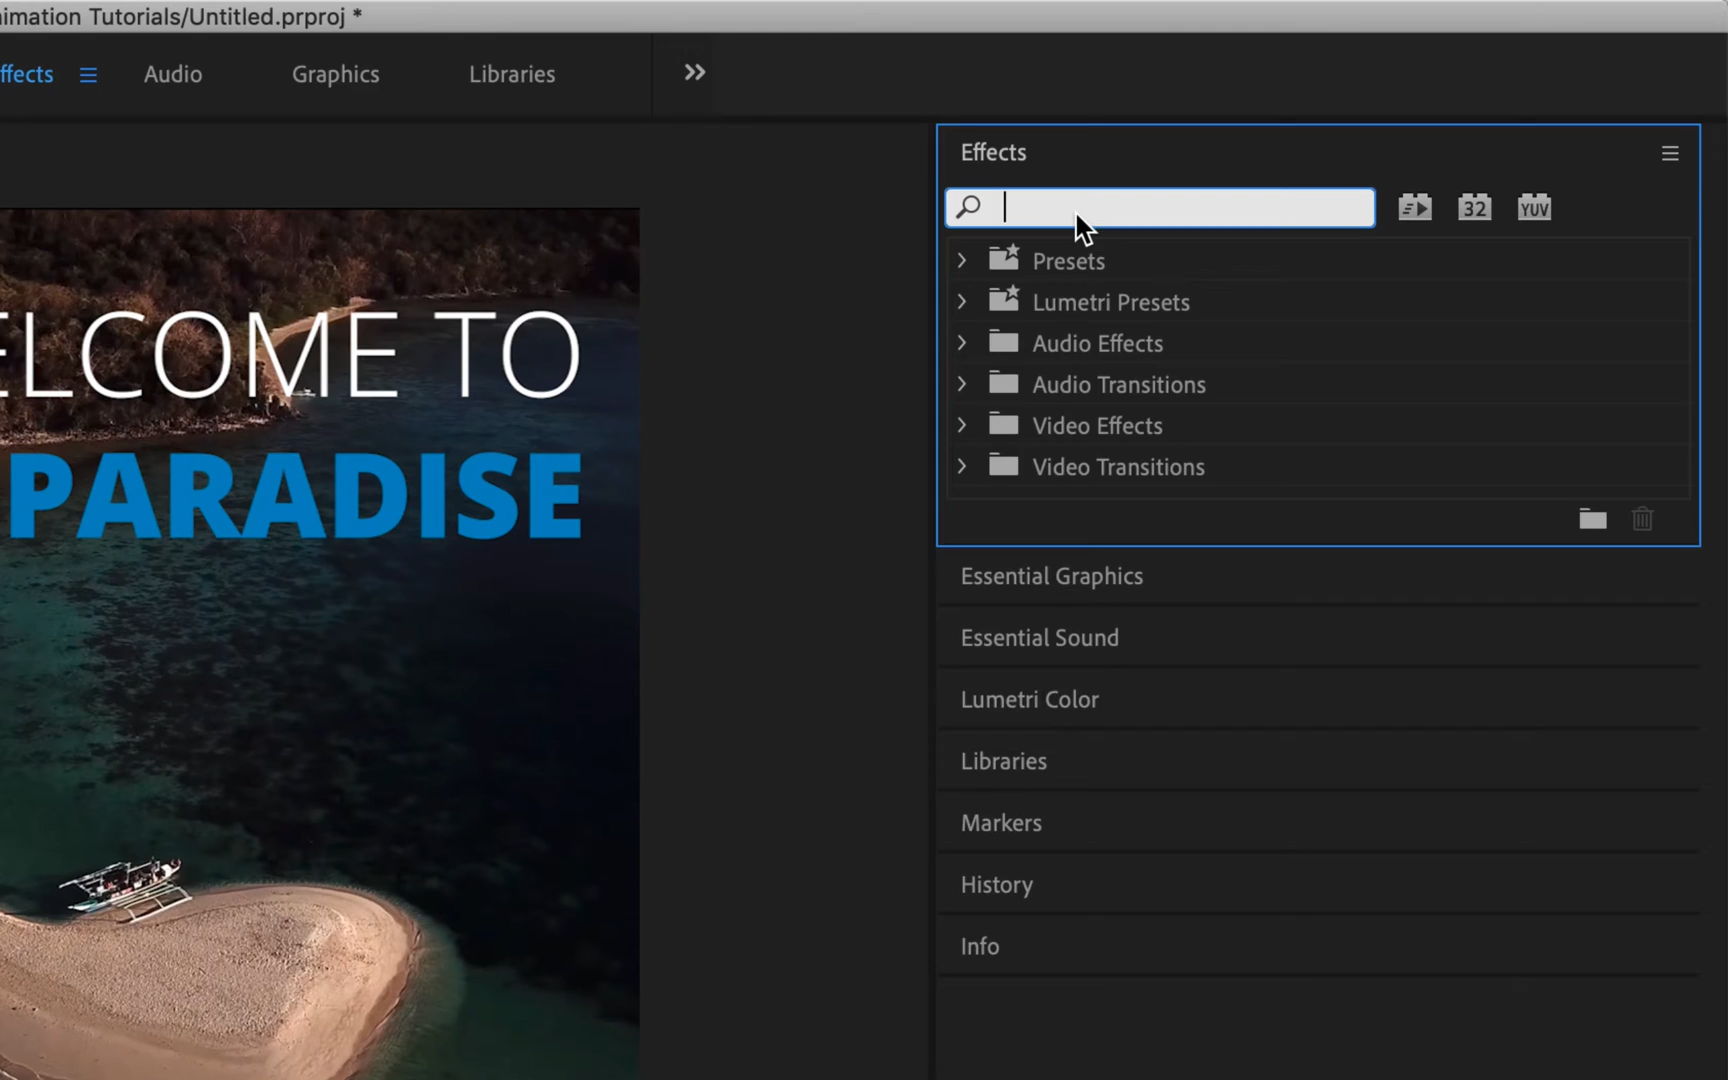 imation Tutorials/Untitled.prproj *
ffects
Audio
Graphics
Libraries
Effects
32
YUV
Presets
Lumetri Presets
Audio Effects
Audio Transitions
Video Effects
Video Transitions
ELCOME TO
PARADISE
Essential Graphics
Essential Sound
Lumetri Color
Libraries
Markers
History
Info